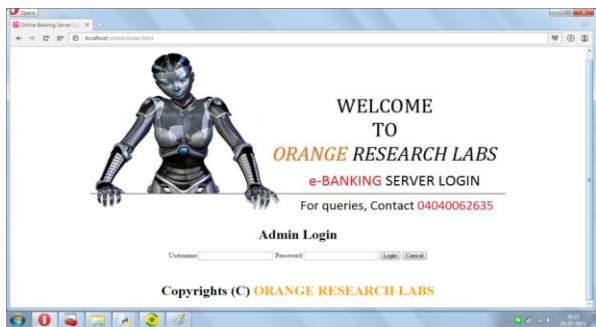 Opera
Online Banking Server Log
localhost/online/index.html
WELCOME
TO
ORANGE RESEARCH LABS
e-BANKING SERVER LOGIN
For queries, Contact 04040062635
Admin Login
Username Password Login Cancel
Copyrights (C) ORANGE RESEARCH LABS